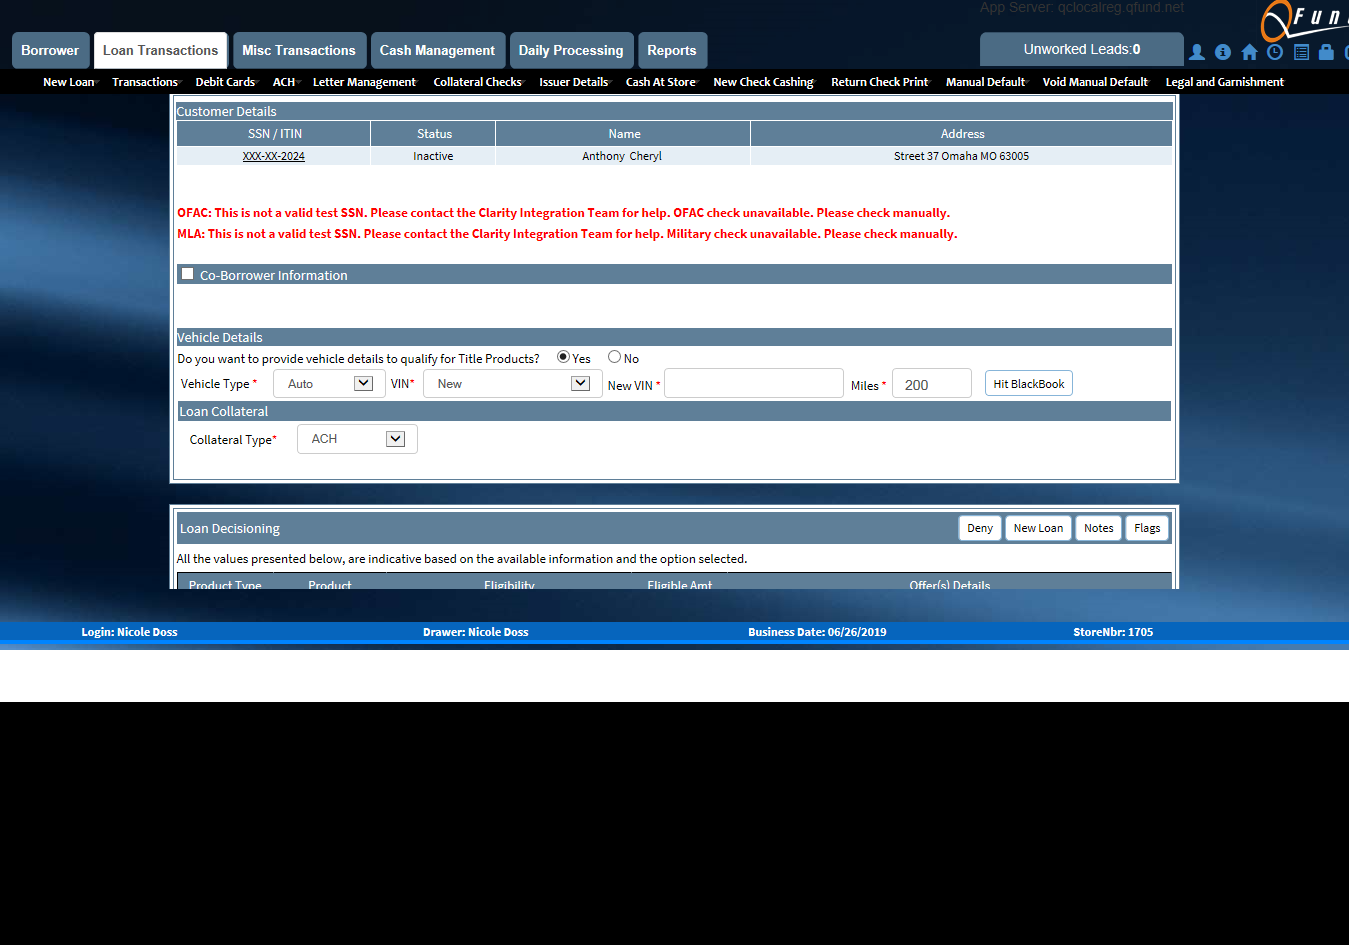 App Server: qclocalreg.qfund.net
QFun
Borrower Loan Transactions Misc Transactions Cash Management Daily Processing Reports Unworked Leads:0
New Loan Transactions Debit Cards ACH Letter Management Collateral Checks Issuer Details Cash At Store New Check Cashing Return Check Print Manual Default Void Manual Default Legal and Garnishment
Customer Details
SSN / ITIN Status Name Address
XXX-XX-2024 Inactive Anthony Cheryl Street 37 Omaha MO 63005
OFAC: This is not a valid test SSN. Please contact the Clarity Integration Team for help. OFAC check unavailable. Please check manually.
MLA: This is not a valid test SSN. Please contact the Clarity Integration Team for help. Military check unavailable. Please check manually.
Co-Borrower Information
Vehicle Details
Do you want to provide vehicle details to qualify for Title Products? Yes No
Vehicle Type * Auto VIN* New New VIN * Miles * 200 Hit BlackBook
Loan Collateral
Collateral Type* ACH
Loan Decisioning Deny New Loan Notes Flags
All the values presented below, are indicative based on the available information and the option selected.
Product Type Product Eligibility Eligible Amt Offer(s) Details
Login: Nicole Doss Drawer: Nicole Doss Business Date: 06/26/2019 StoreNbr: 1705